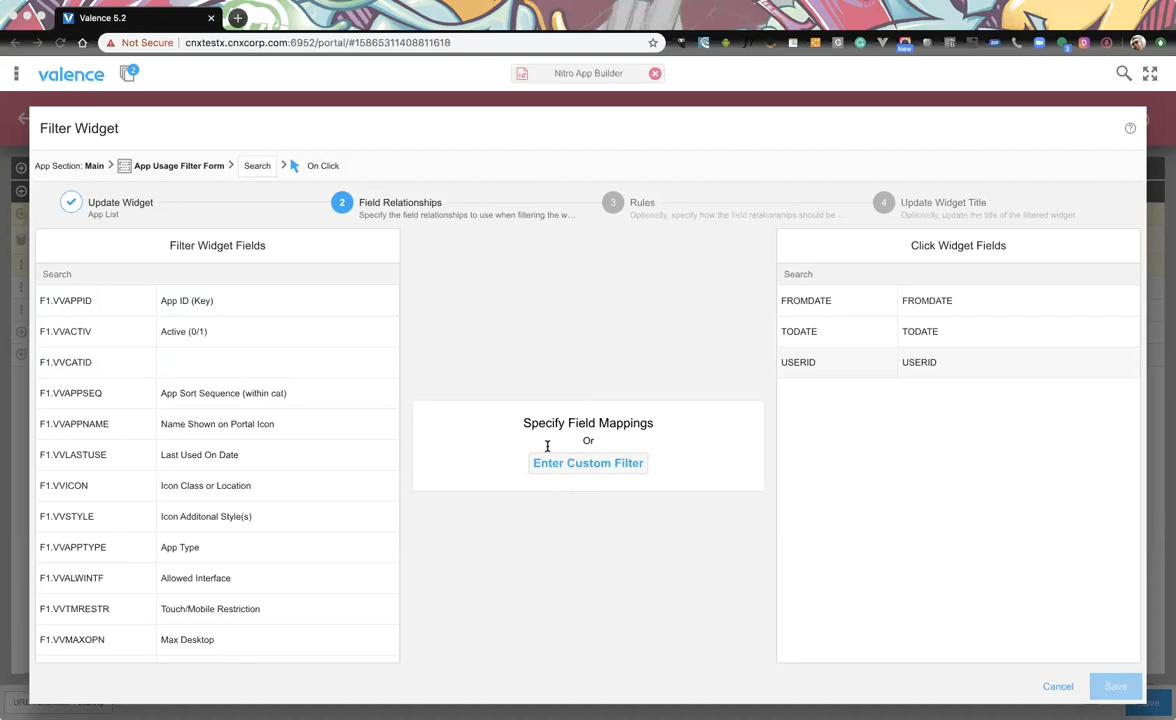 Valence 5.2
Not Secure cnxtestx.cnxcorp.com:6952/portal/#15865311408811618
New
3
valence 2
Nitro App Builder
Filter Widget
App Section: Main App Usage Filter Form Search On Click
Update Widget
App List
2 Field Relationships
Specify the field relationships to use when filtering the w...
3 Rules
Optionally, specify how the field relationships should be ...
4 Update Widget Title
Optionally, update the title of the filtered widget
Filter Widget Fields
Search
F1.VVAPPID App ID (Key)
F1.VVACTIV Active (0/1)
F1.VVCATID
F1.VVAPPSEQ App Sort Sequence (within cat)
F1.VVAPPNAME Name Shown on Portal Icon
F1.VVLASTUSE Last Used On Date
F1.VVICON Icon Class or Location
F1.VVSTYLE Icon Additonal Style(s)
F1.VVAPPTYPE App Type
F1.VVALWINTF Allowed Interface
F1.VVTMRESTR Touch/Mobile Restriction
F1.VVMAXOPN Max Desktop
Specify Field Mappings
Or
Enter Custom Filter
Click Widget Fields
Search
FROMDATE FROMDATE
TODATE TODATE
USERID USERID
Cancel Save